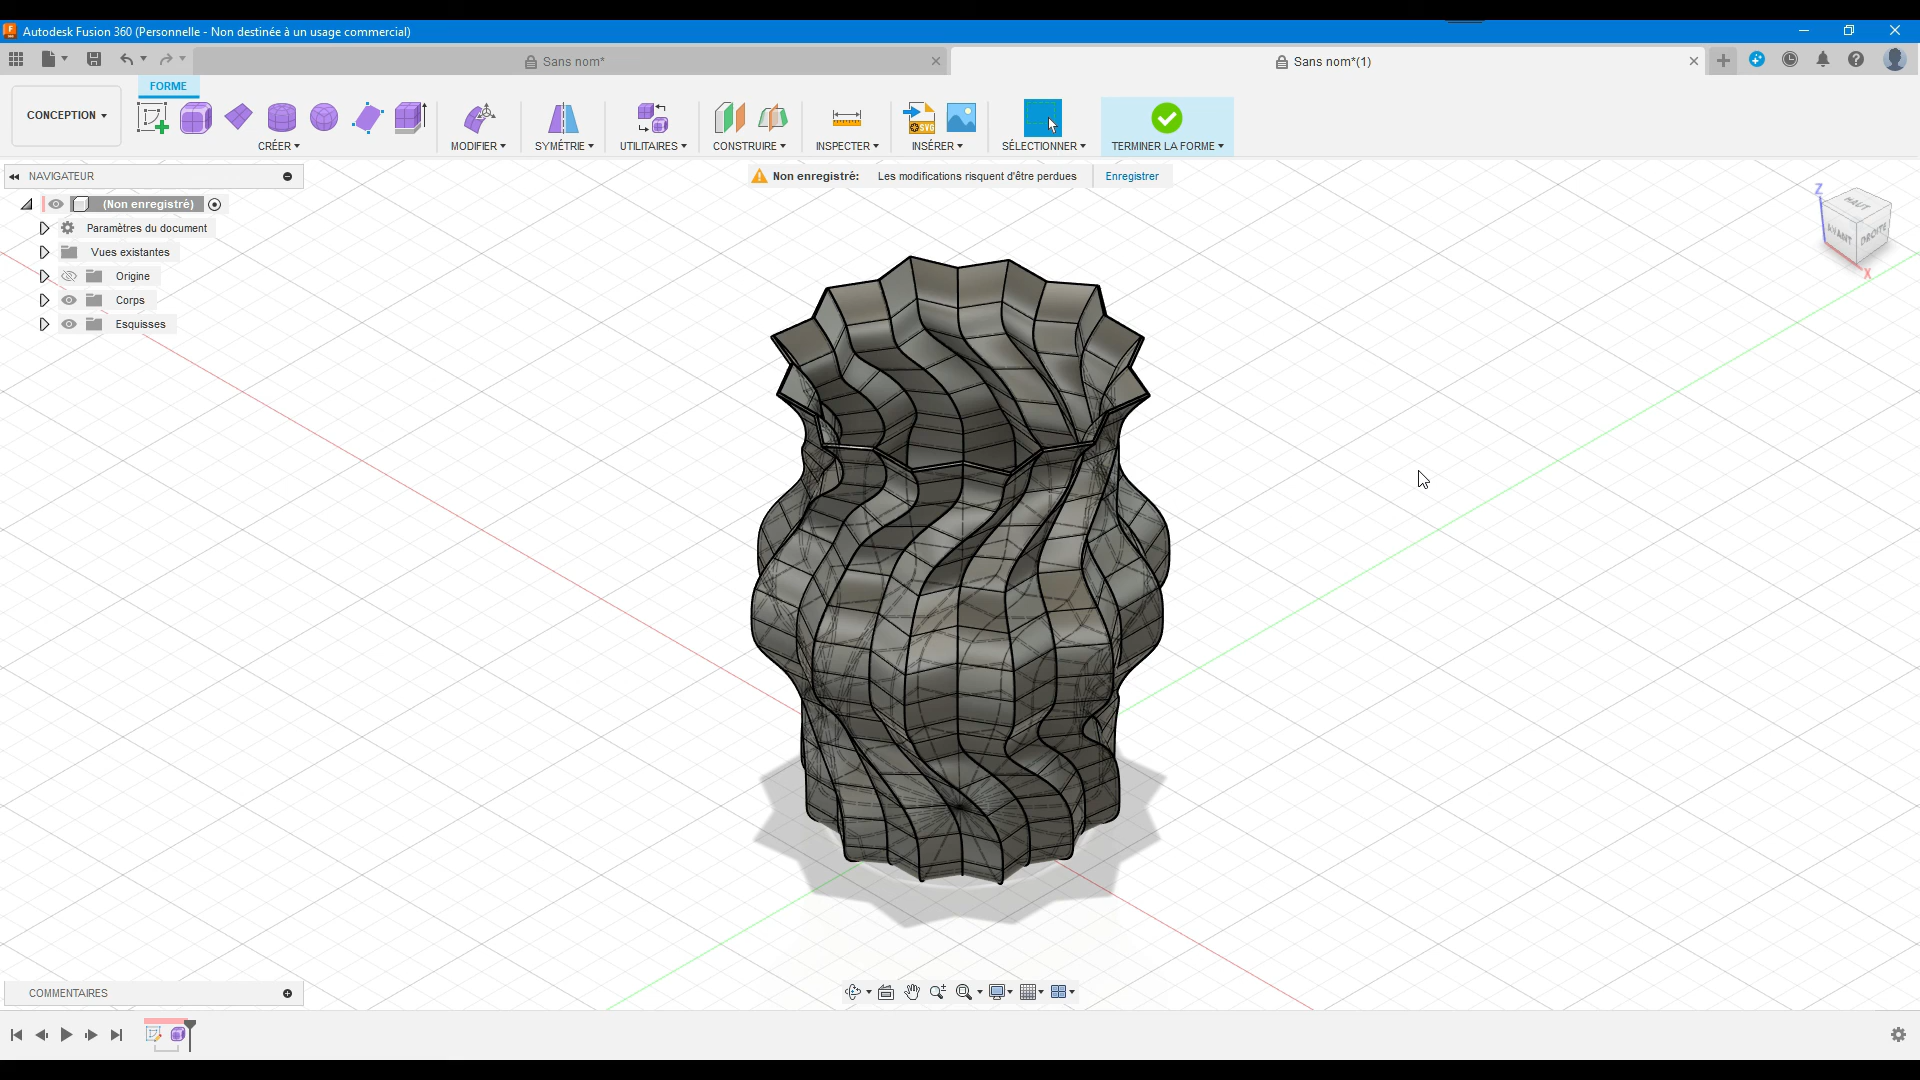 Autodesk Fusion 360 (Personnelle - Non destinée à un usage commercial)
Sans nom*
Sans nom*(1)
FORME
CONCEPTION
CRÉER
MODIFIER
SYMÉTRIE
UTILITAIRES
CONSTRUIRE
INSPECTER
INSÉRER
SÉLECTIONNER
TERMINER LA FORME
SVG
NAVIGATEUR
Non enregistré: Les modifications risquent d'être perdues Enregistrer
(Non enregistré)
Paramètres du document
Vues existantes
Origine
Corps
Esquisses
Z
HAUT
AVANT
DROITE
X
COMMENTAIRES